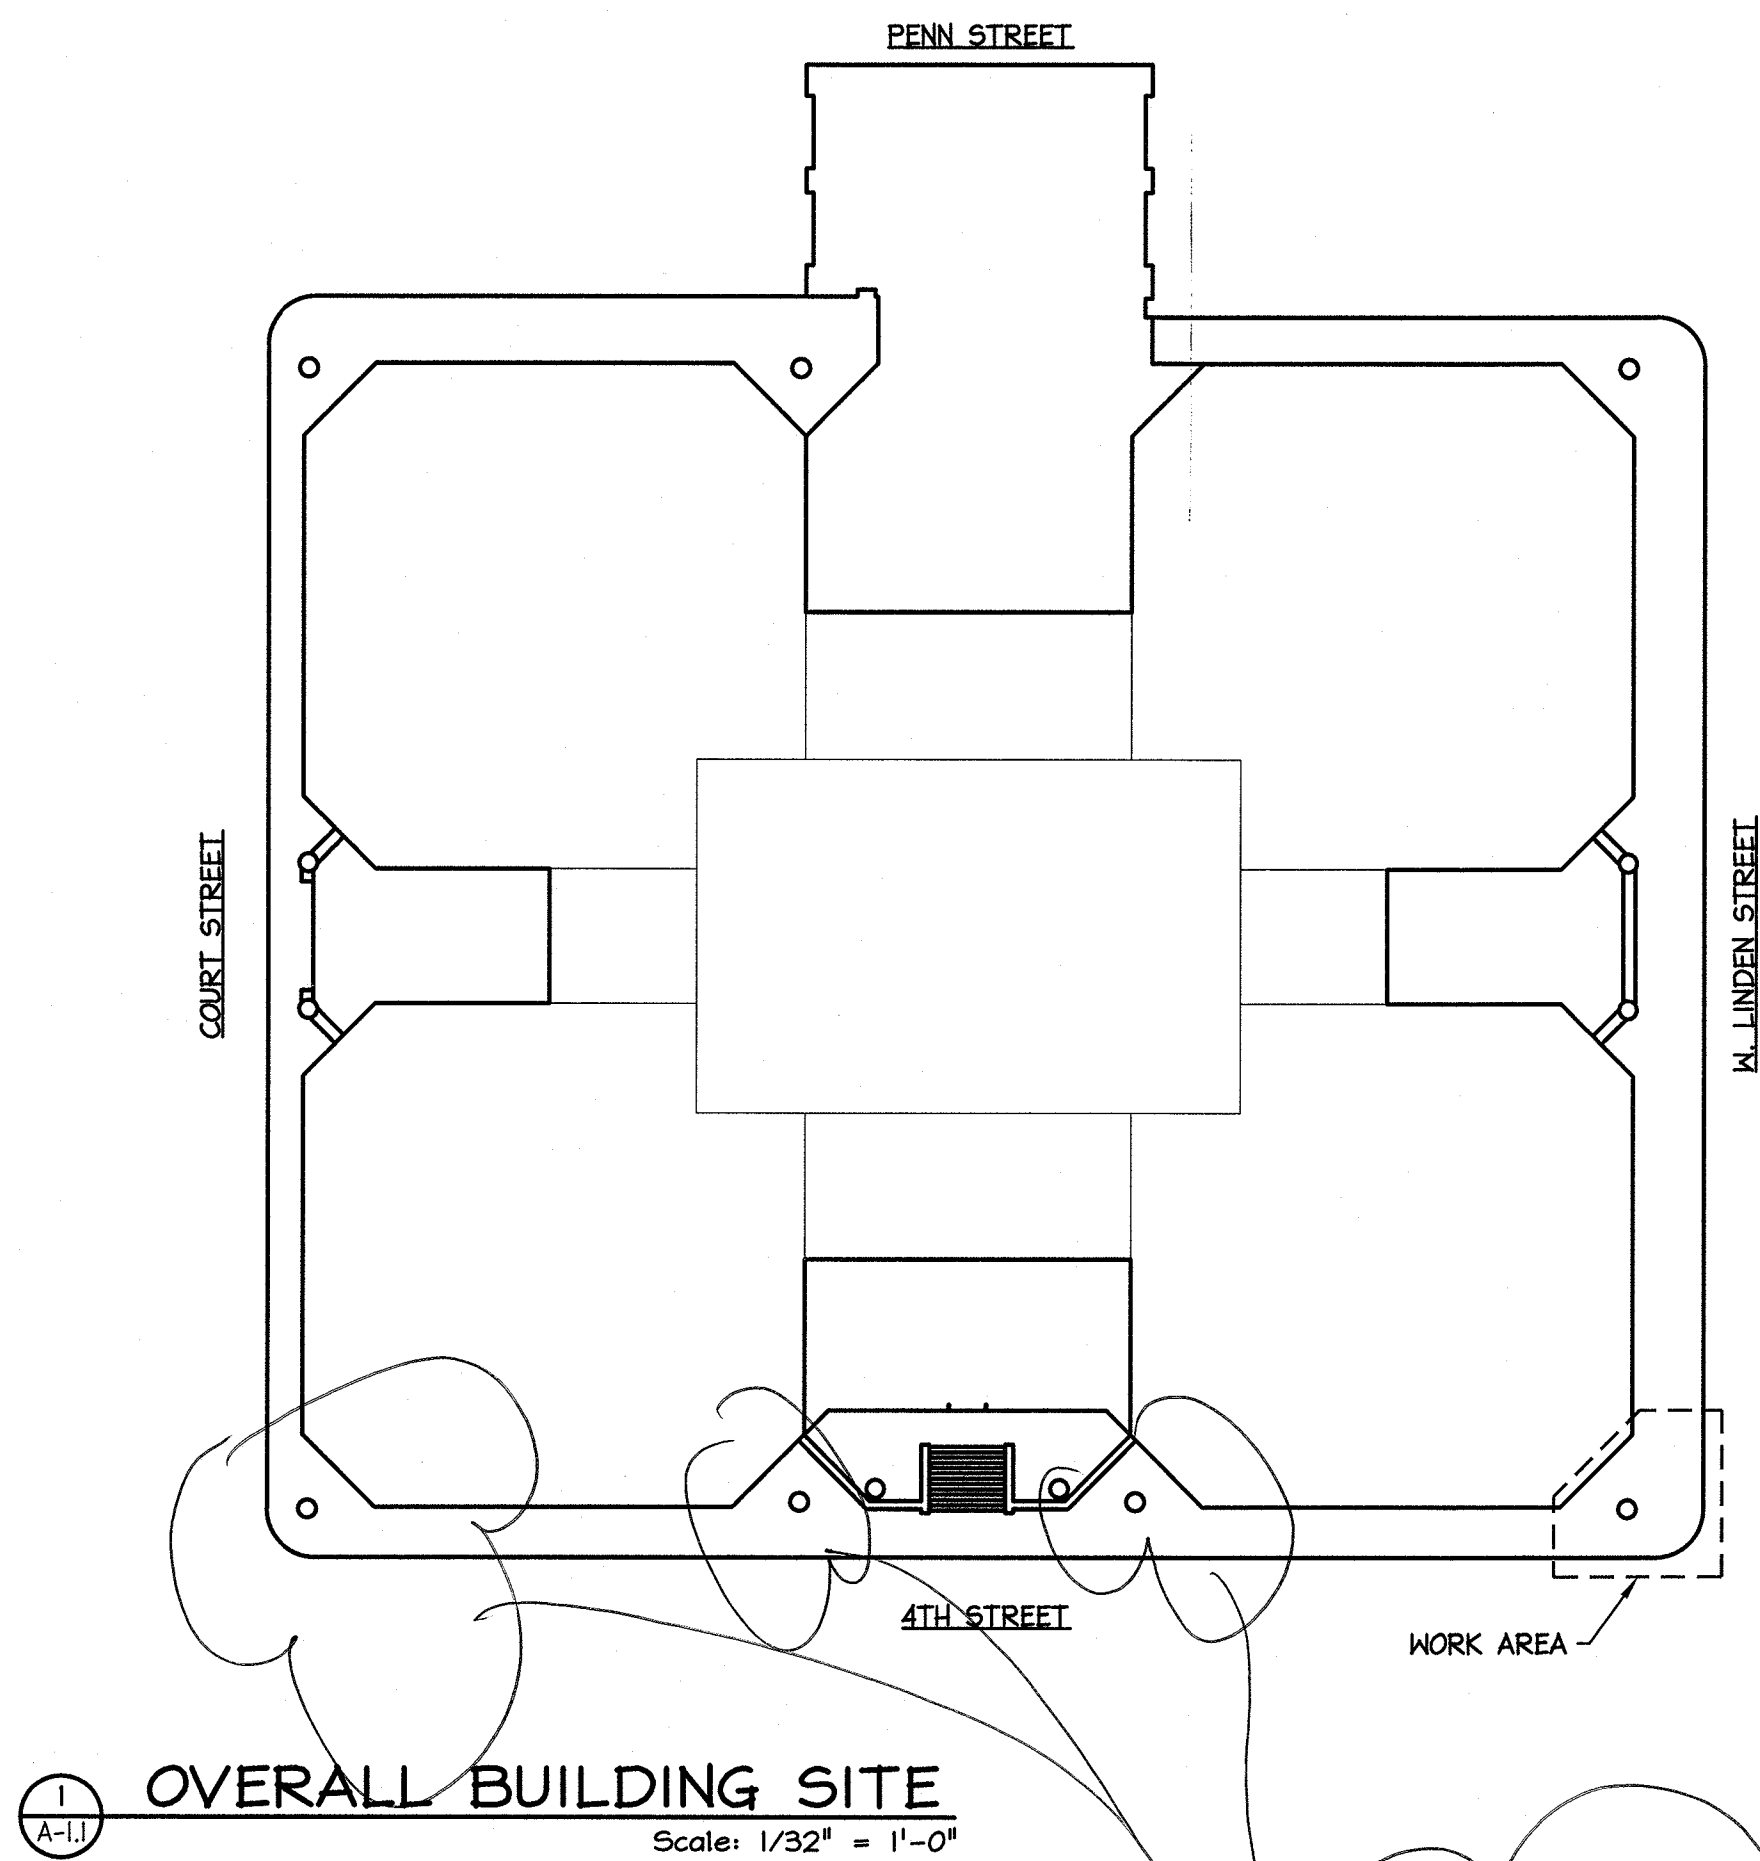 PENN STREET
COURT STREET
W. LINDEN STREET
4TH STREET
WORK AREA
1
A-1.1
OVERALL BUILDING SITE
Scale: 1/32" = 1'-0"